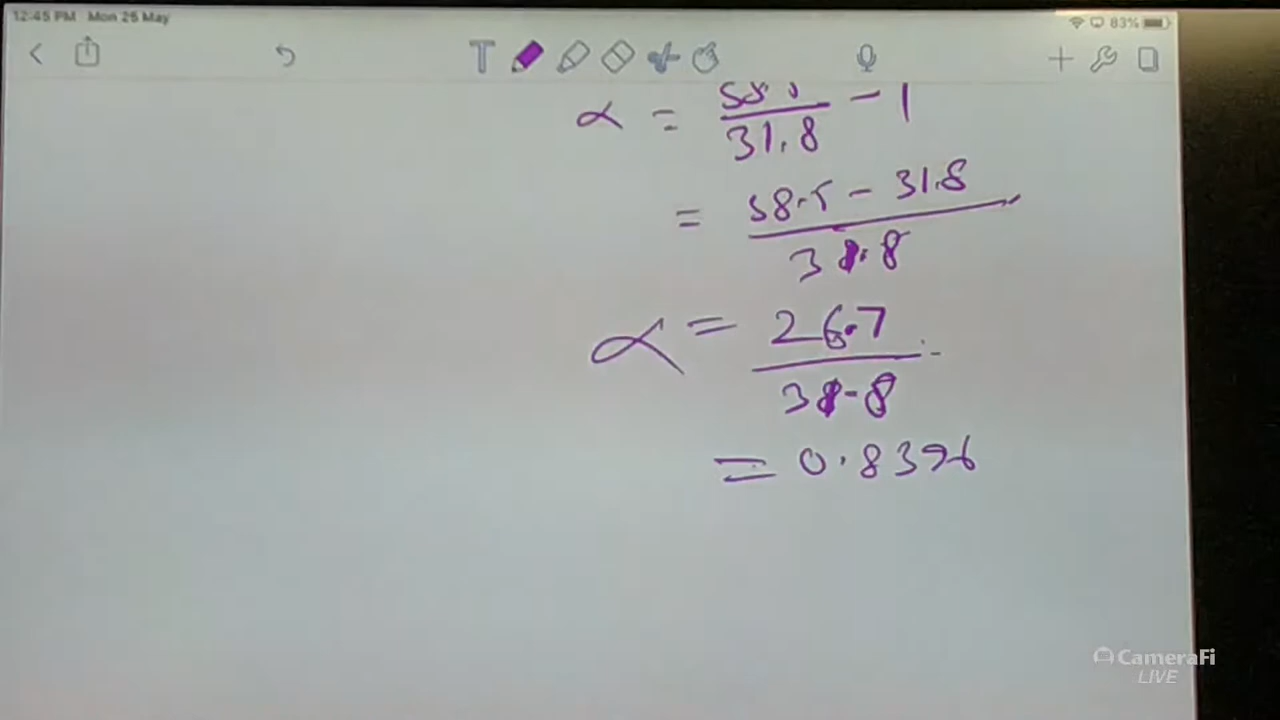 12:45 PM Mon 25 May 83%
T
α = 58.5 / 31.8 - 1
= 58.5 - 31.8 / 31.8
α = 26.7 / 31.8
= 0.8396
CameraFi
LIVE